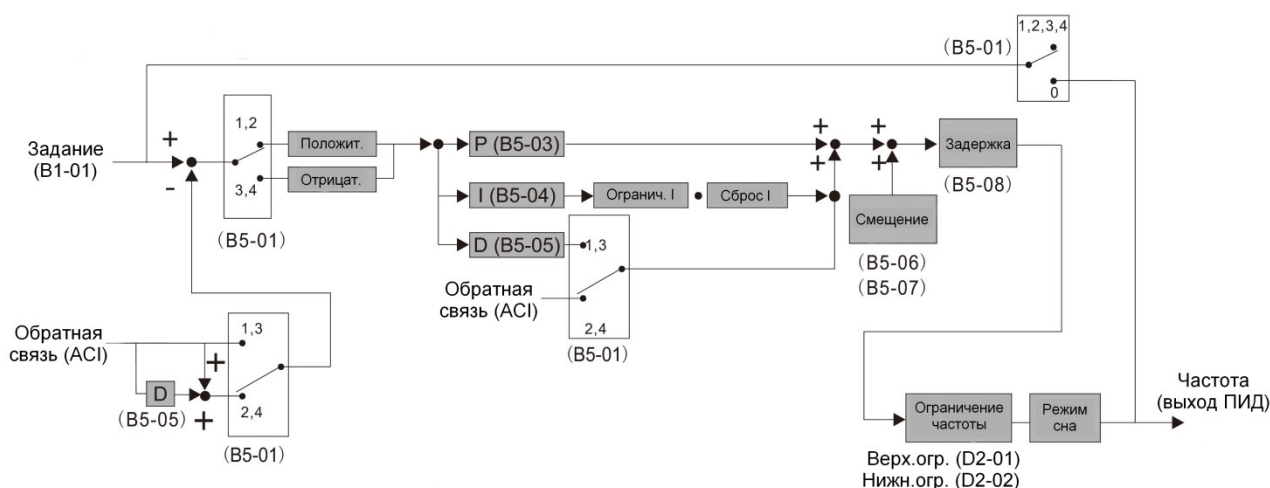 1,2,3,4
(B5-01)
0
+
Задание
(B1-01)
-
1,2
3,4
(B5-01)
Положит.
Отрицат.
P (B5-03)
I (B5-04)
Огранич. I
Сброс I
D (B5-05)
1,3
Обратная
связь (ACI)
2,4
(B5-01)
+
+
+
+
Смещение
(B5-06)
(B5-07)
Задержка
(B5-08)
Обратная
связь (ACI)
1,3
+
D
(B5-05)
+
2,4
(B5-01)
Ограничение
частоты
Режим
сна
Верх.огр. (D2-01)
Нижн.огр. (D2-02)
Частота
(выход ПИД)